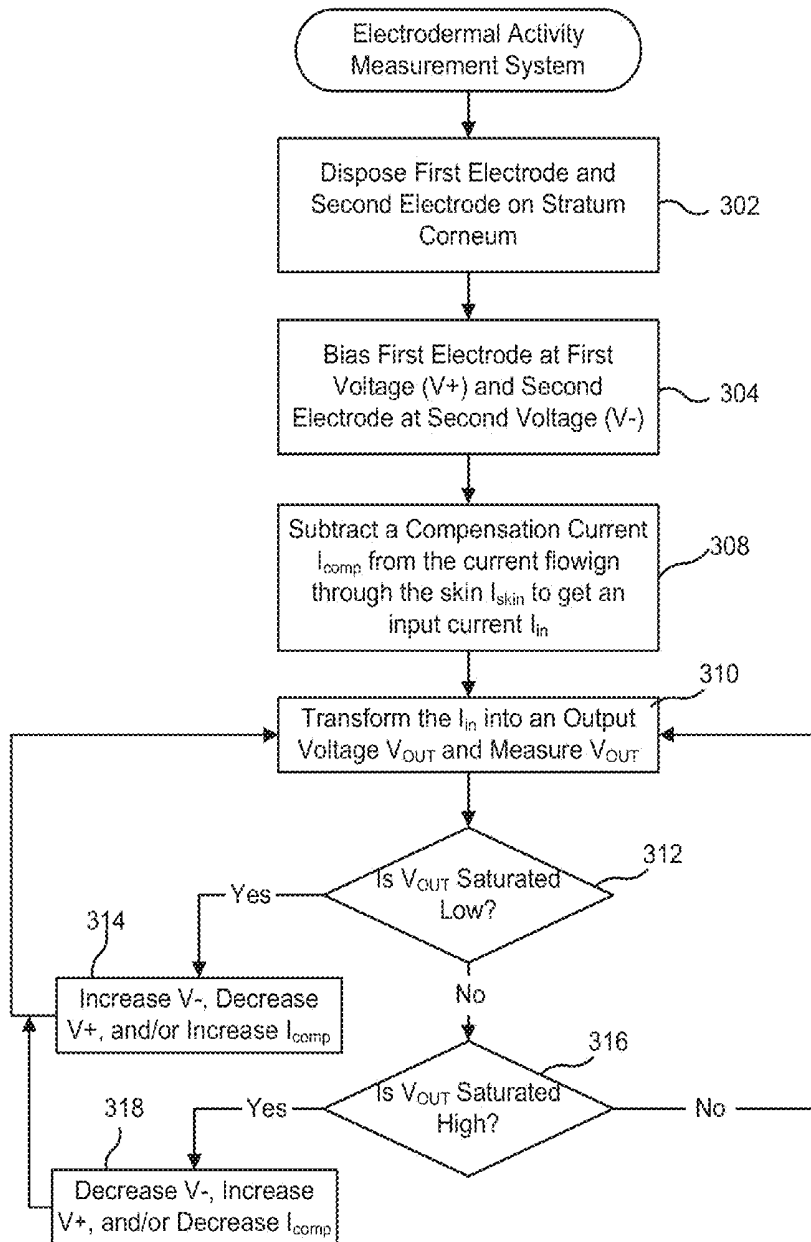 Electrodermal Activity
Measurement System
Dispose First Electrode and
Second Electrode on Stratum
Corneum
302
Bias First Electrode at First
Voltage (V+) and Second
Electrode at Second Voltage (V-)
304
Subtract a Compensation Current
Icomp from the current flowign
through the skin Iskin to get an
input current Iin
308
310
Transform the Iin into an Output
Voltage VOUT and Measure VOUT
312
Is VOUT Saturated
Low?
Yes
314
Increase V-, Decrease
V+, and/or Increase Icomp
No
316
Is VOUT Saturated
High?
Yes
No
318
Decrease V-, Increase
V+, and/or Decrease Icomp